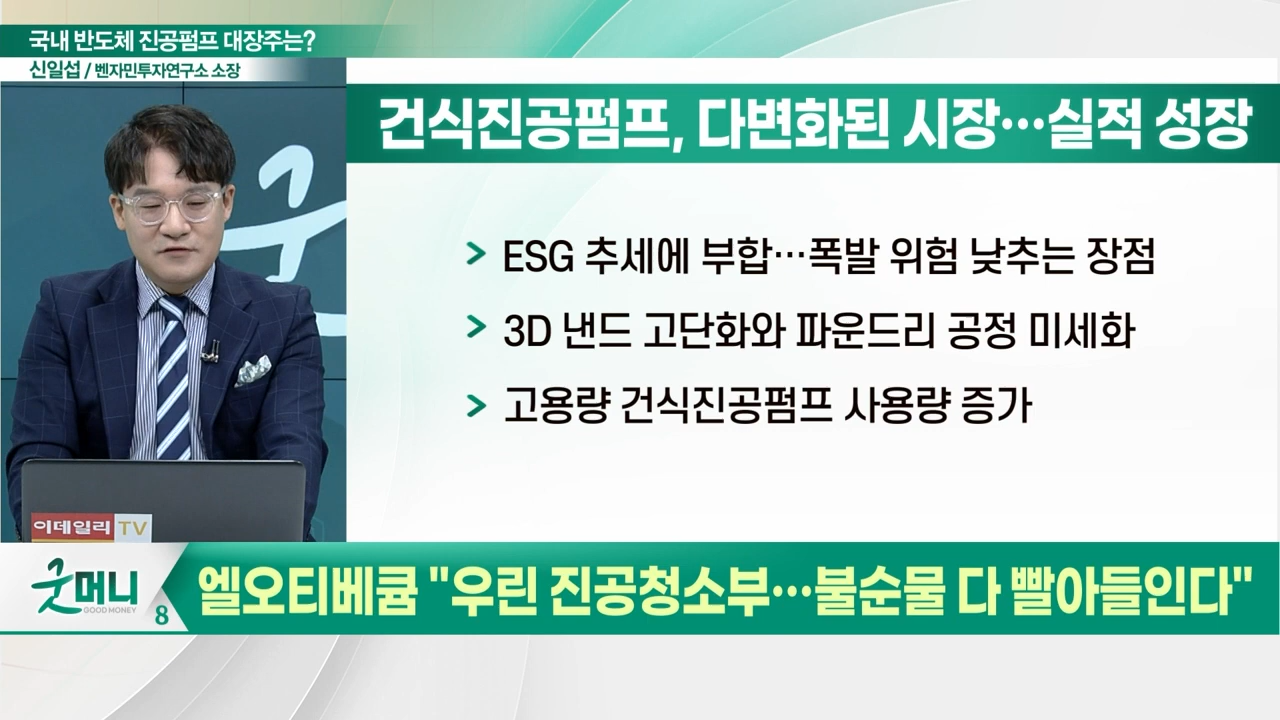 국내 반도체 진공펌프 대장주는?
신일섭 / 벤자민투자연구소 소장
건식진공펌프, 다변화된 시장…실적 성장
> ESG 추세에 부합…폭발 위험 낮추는 장점
> 3D 낸드 고단화와 파운드리 공정 미세화
> 고용량 건식진공펌프 사용량 증가
굿
이데일리 TV
굿머니
GOOD MONEY
8
엘오티베큠 "우린 진공청소부…불순물 다 빨아들인다"